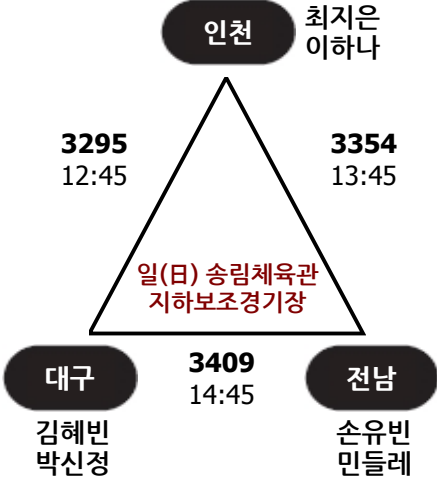 인천
최지은
이하나
3295
12:45
3354
13:45
일(日) 송림체육관
지하보조경기장
대구
3409
14:45
전남
김혜빈
박신정
손유빈
민들레